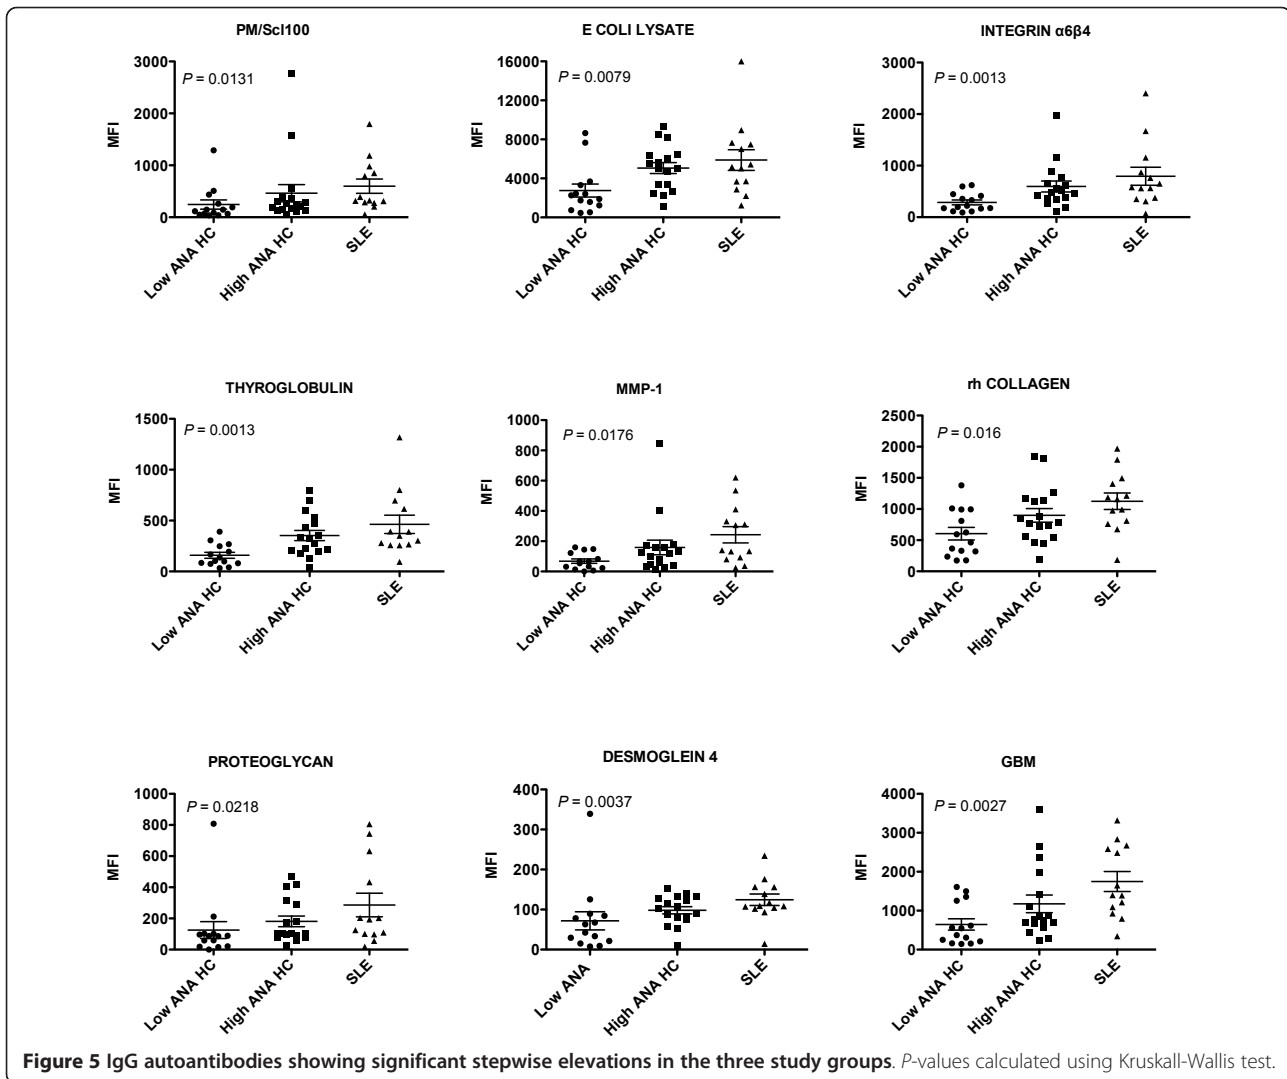 PM/Scl100
P = 0.0131
MFI
3000
2000
1000
0
Low ANA HC
High ANA HC
SLE
E COLI LYSATE
P = 0.0079
MFI
16000
12000
8000
4000
0
Low ANA HC
High ANA HC
SLE
INTEGRIN α6β4
P = 0.0013
MFI
3000
2000
1000
0
Low ANA HC
High ANA HC
SLE
THYROGLOBULIN
P = 0.0013
MFI
1500
1000
500
0
Low ANA HC
High ANA HC
SLE
MMP-1
P = 0.0176
MFI
1000
800
600
400
200
0
Low ANA HC
High ANA HC
SLE
rh COLLAGEN
P = 0.016
MFI
2500
2000
1500
1000
500
0
Low ANA HC
High ANA HC
SLE
PROTEOGLYCAN
P = 0.0218
MFI
1000
800
600
400
200
0
Low ANA HC
High ANA HC
SLE
DESMOGLEIN 4
P = 0.0037
MFI
400
300
200
100
0
Low ANA
High ANA HC
SLE
GBM
P = 0.0027
MFI
4000
3000
2000
1000
0
Low ANA HC
High ANA HC
SLE
Figure 5 IgG autoantibodies showing significant stepwise elevations in the three study groups. P-values calculated using Kruskall-Wallis test.